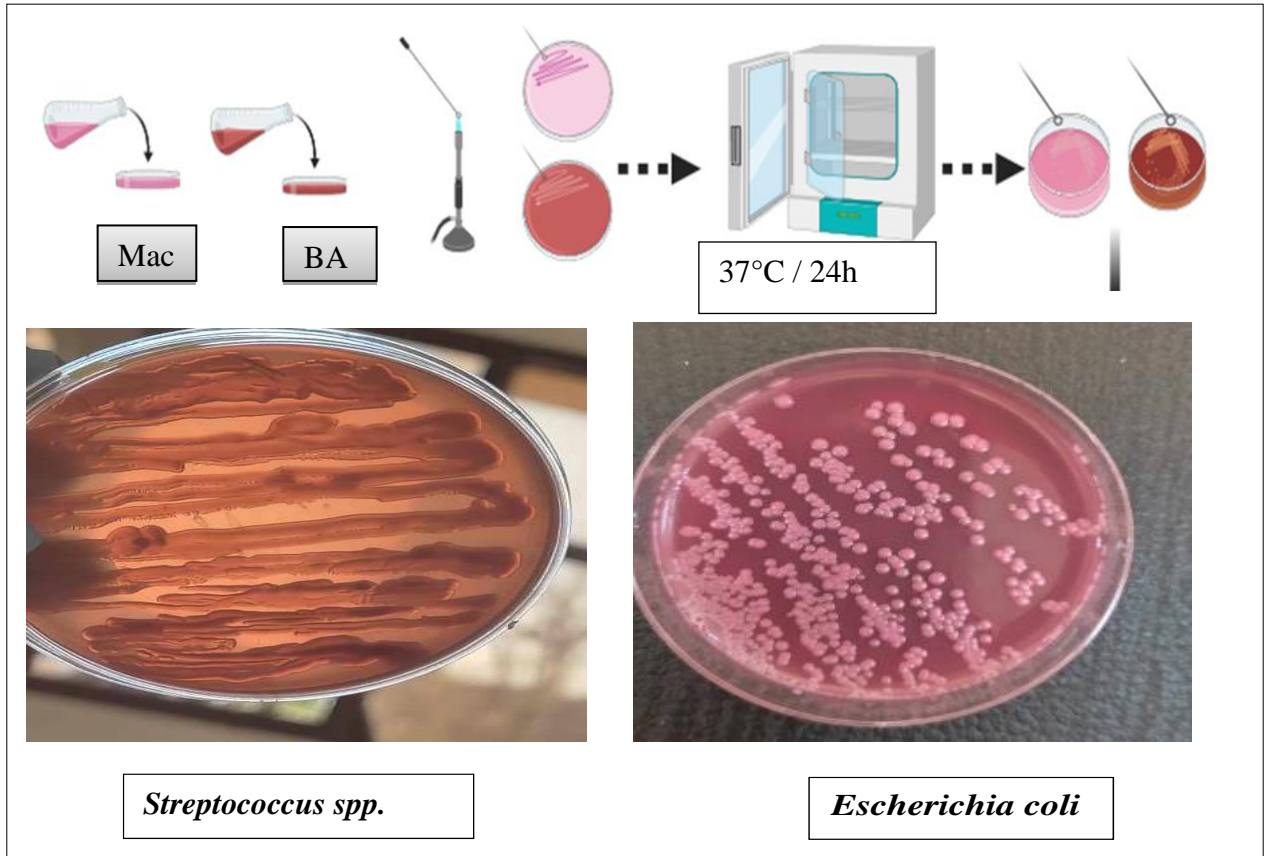 Mac
BA
37°C / 24h
Streptococcus spp.
Escherichia coli